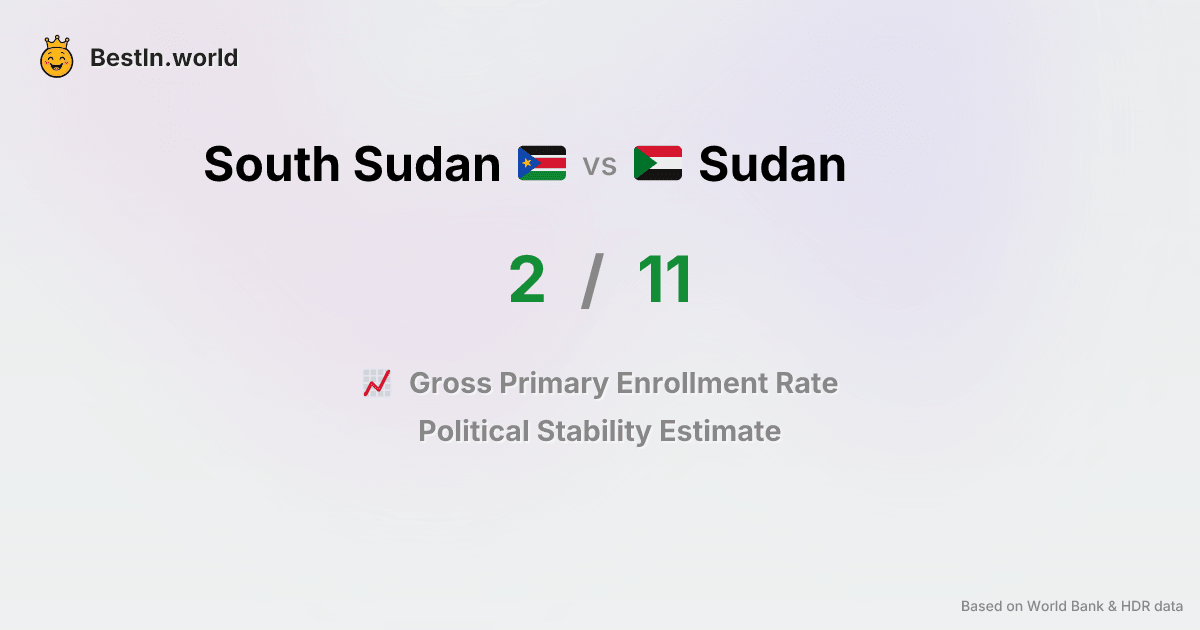 BestIn.world
South Sudan vs Sudan
2 / 11
Gross Primary Enrollment Rate
Political Stability Estimate
Based on World Bank & HDR data